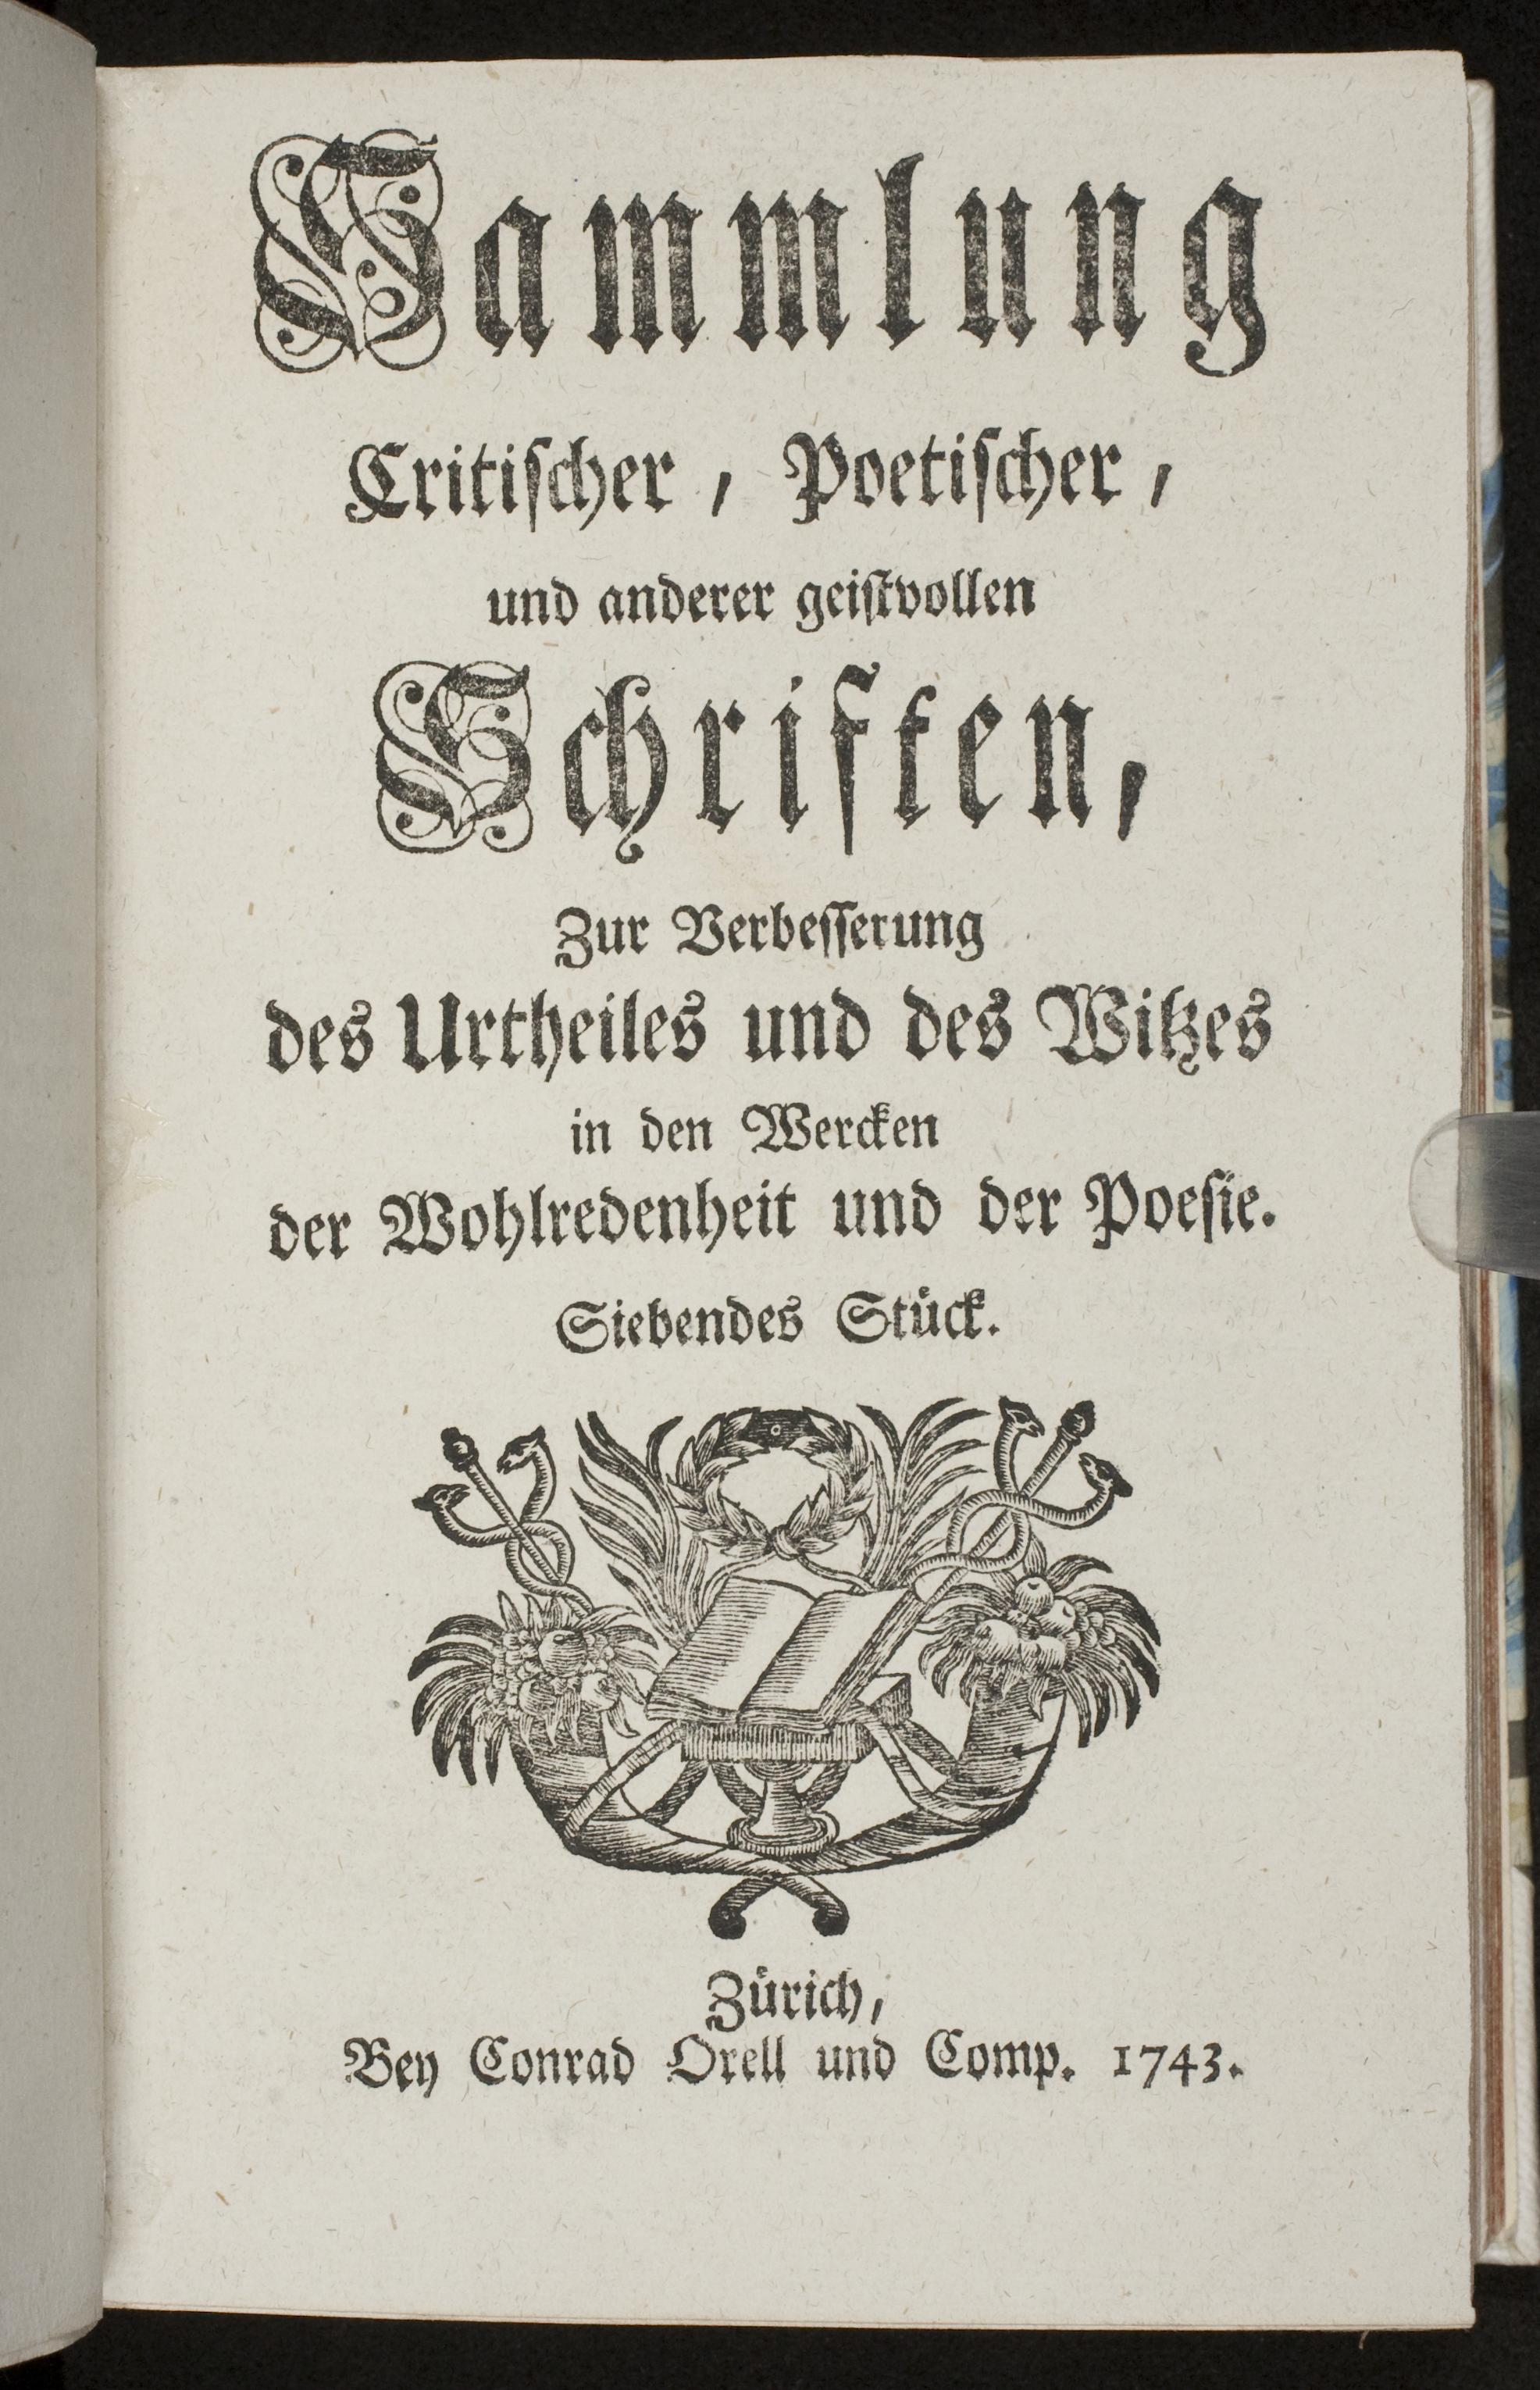 Sammlung
Critiſcher, Poetiſcher,
und anderer geiſtvollen
Schriften,
Zur Verbeſſerung
des Urtheiles und des Witzes
in den Wercken
der Wohlredenheit und der Poeſie.
Siebendes Stück.
Zürich,
Bey Conrad Orell und Comp. 1743.